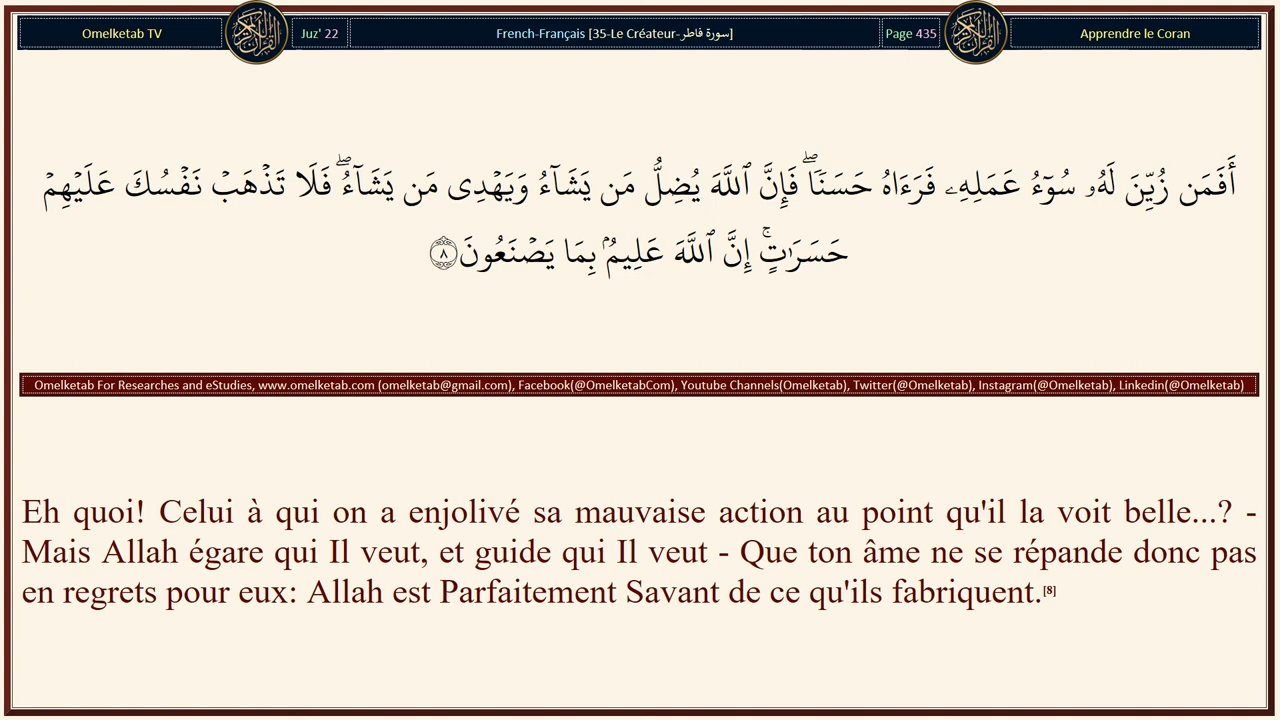 Omelketab TV
Juz' 22
French-Français [35-Le Créateur-سورة فاطر]
Page 435
Apprendre le Coran
أَفَمَن زُيِّنَ لَهُۥ سُوٓءُ عَمَلِهِۦ فَرَءَاهُ حَسَنٗاۖ فَإِنَّ ٱللَّهَ يُضِلُّ مَن يَشَآءُ وَيَهۡدِى مَن يَشَآءُۖ فَلَا تَذۡهَبۡ نَفۡسُكَ عَلَيۡهِمۡ
حَسَرَٰتٍۚ إِنَّ ٱللَّهَ عَلِيمُۢ بِمَا يَصۡنَعُونَ ٨
Omelketab For Researches and eStudies, www.omelketab.com (omelketab@gmail.com), Facebook(@OmelketabCom), Youtube Channels(Omelketab), Twitter(@Omelketab), Instagram(@Omelketab), Linkedin(@Omelketab)
Eh quoi! Celui à qui on a enjolivé sa mauvaise action au point qu'il la voit belle...? -
Mais Allah égare qui Il veut, et guide qui Il veut - Que ton âme ne se répande donc pas
en regrets pour eux: Allah est Parfaitement Savant de ce qu'ils fabriquent.[8]